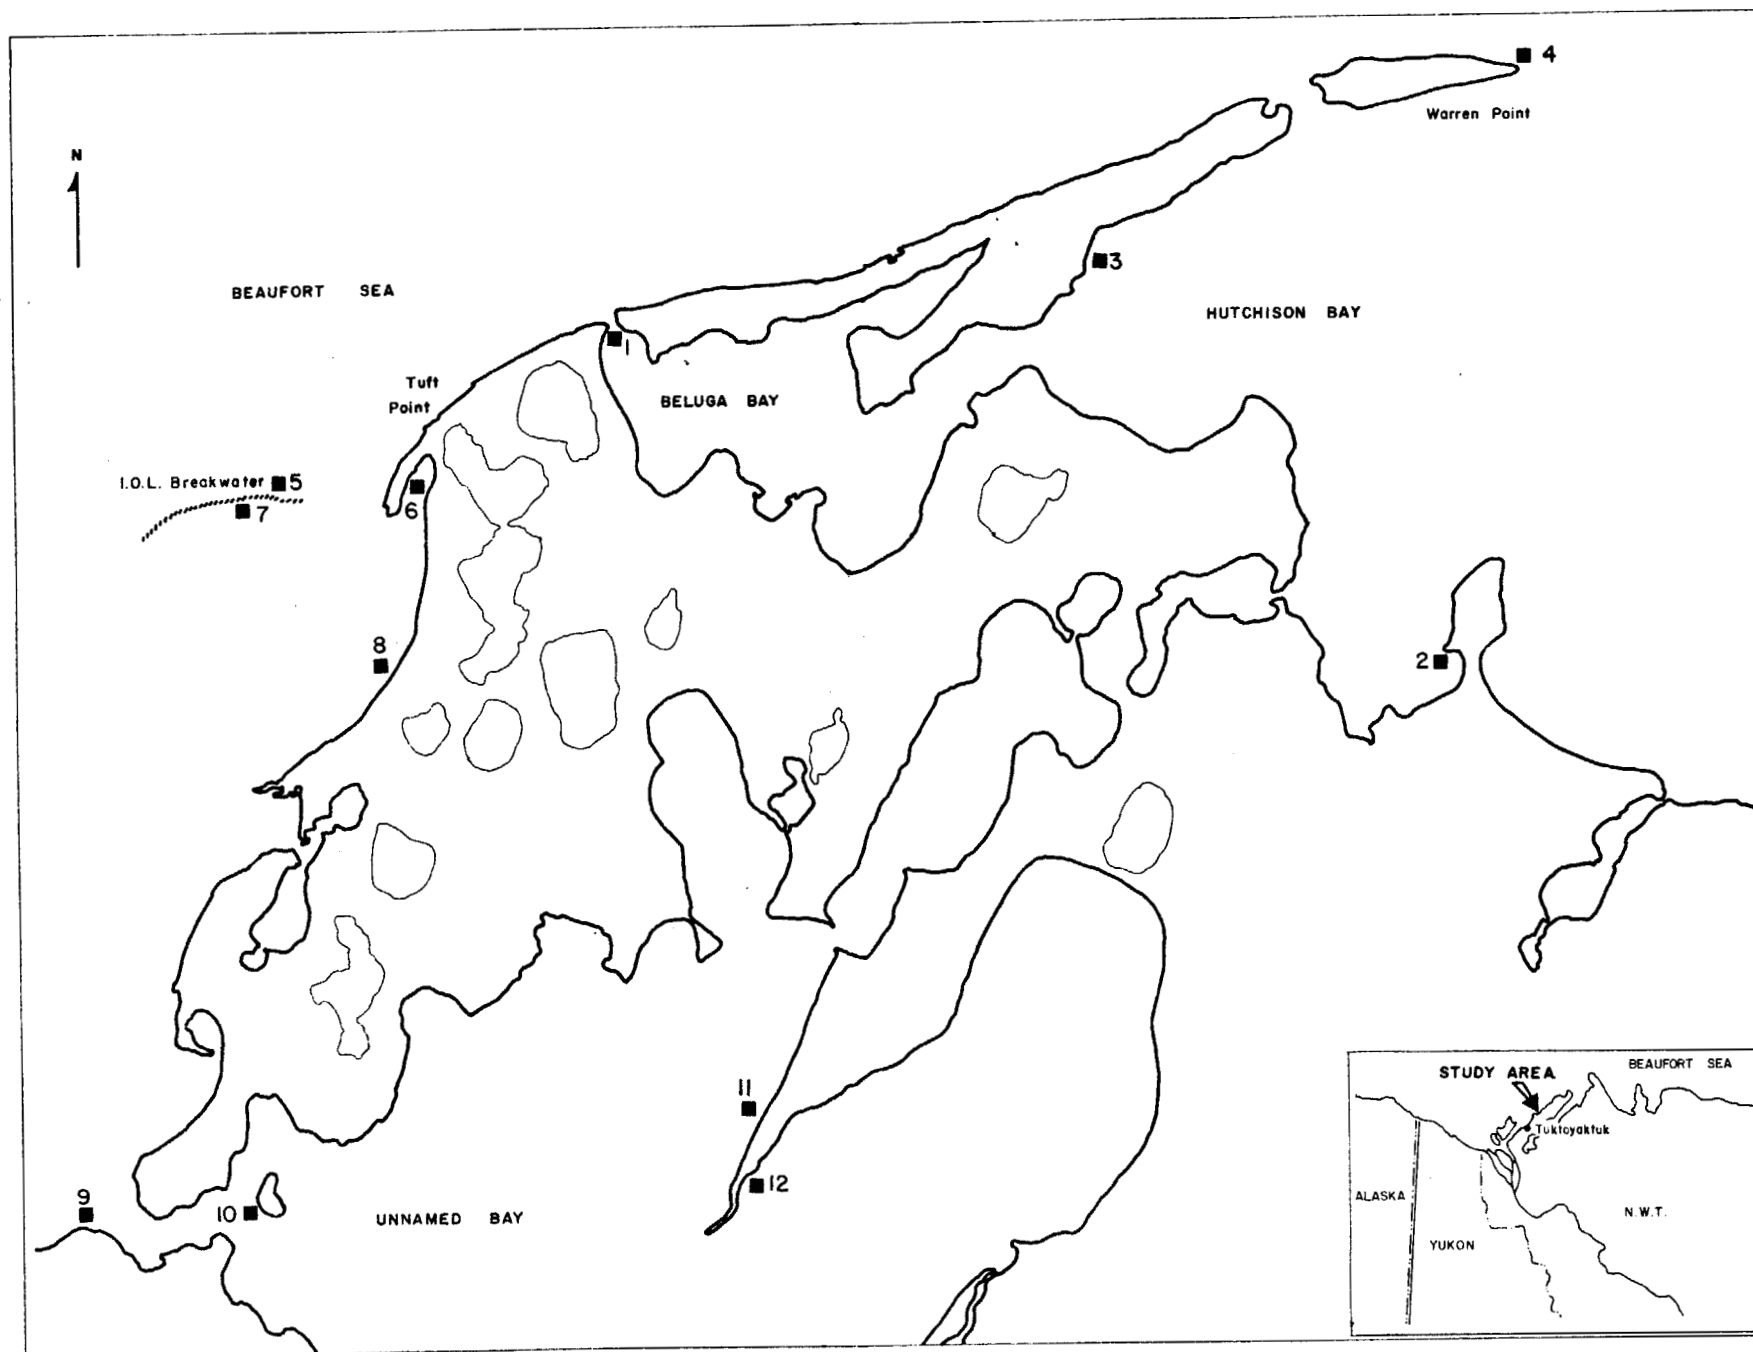 4
Warren Point
N
3
BEAUFORT SEA
HUTCHISON BAY
1
Tuft
Point
BELUGA BAY
I.O.L. Breakwater 5
7
6
8
2
11
12
9
10
UNNAMED BAY
BEAUFORT SEA
STUDY AREA
Tuktoyaktuk
ALASKA
N.W.T.
YUKON